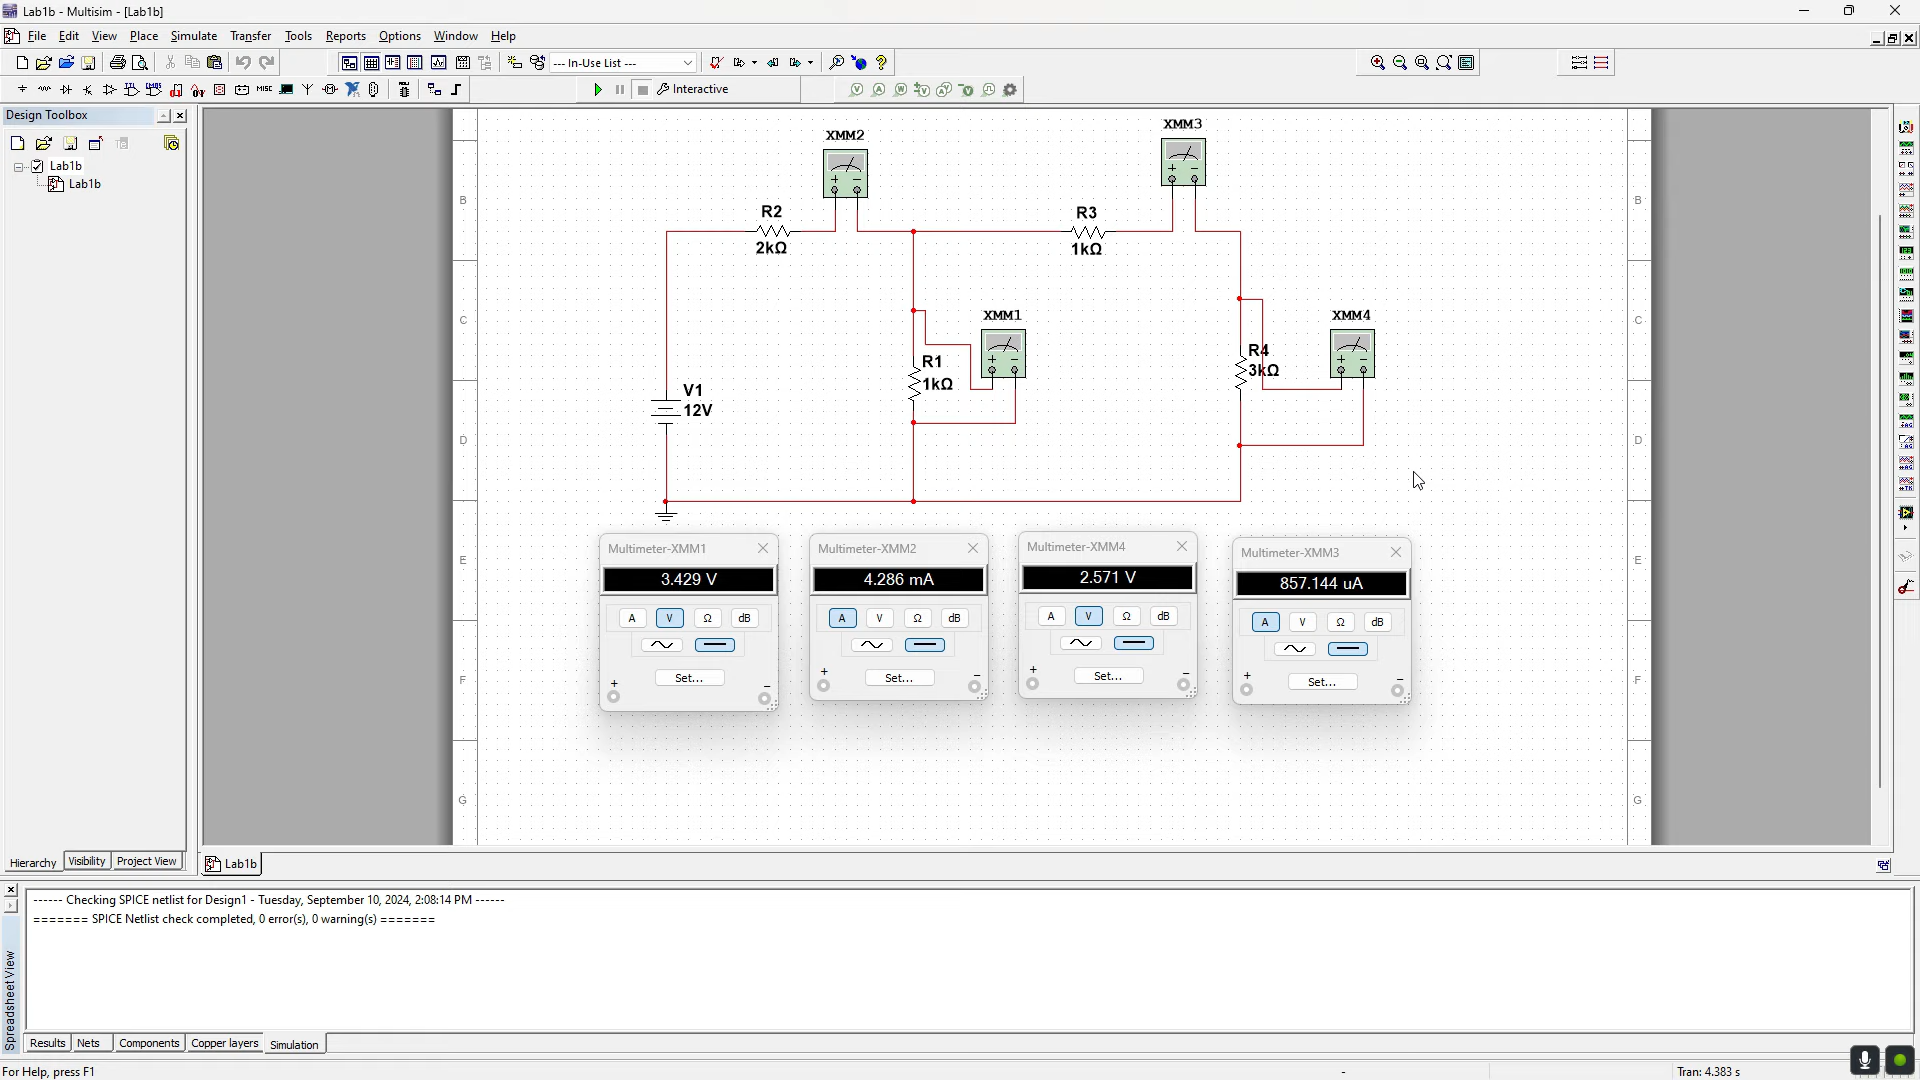 Lab1b - Multisim - [Lab1b]
File Edit View Place Simulate Transfer Tools Reports Options Window Help
--- In-Use List ---
Interactive
Design Toolbox
Lab1b
Lab1b
XMM2
XMM3
B
B
R2
2kΩ
R3
1kΩ
C
C
XMM1
XMM4
R1
1kΩ
R4
3kΩ
V1
12V
D
D
E
E
Multimeter-XMM1
3.429 V
A V Ω dB
Set...
+ -
Multimeter-XMM2
4.286 mA
A V Ω dB
Set...
+ -
Multimeter-XMM4
2.571 V
A V Ω dB
Set...
+ -
Multimeter-XMM3
857.144 uA
A V Ω dB
Set...
+ -
F
F
G
G
Hierarchy Visibility Project View
Lab1b
Spreadsheet View
------ Checking SPICE netlist for Design1 - Tuesday, September 10, 2024, 2:08:14 PM ------
======= SPICE Netlist check completed, 0 error(s), 0 warning(s) =======
Results Nets Components Copper layers Simulation
For Help, press F1
-
Tran: 4.383 s